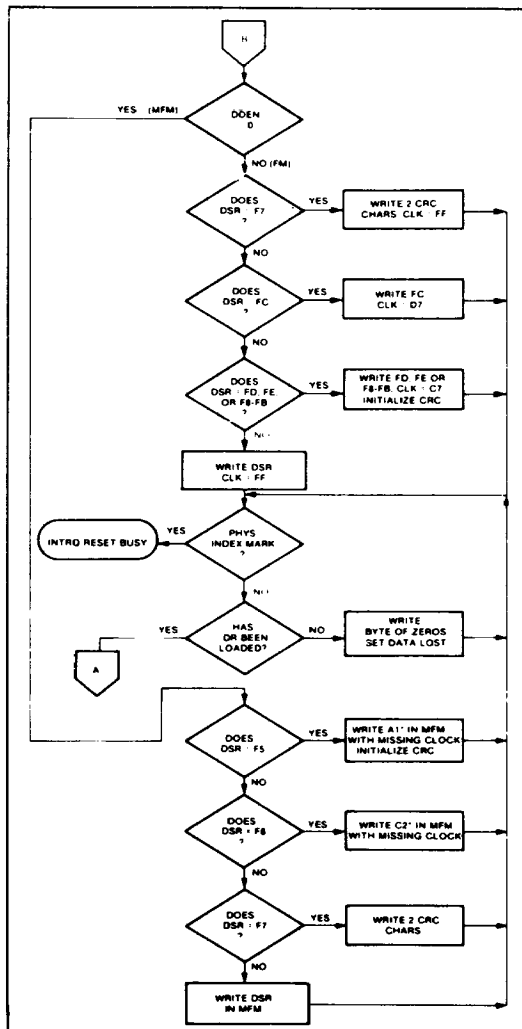 B
YES (MFM)
DDEN
0
NO (FM)
DOES
DSR = F7
?
YES
WRITE 2 CRC
CHARS. CLK = FF
NO
DOES
DSR = FC
?
YES
WRITE FC
CLK = D7
NO
DOES
DSR = FD, FE
OR F8-FB
?
YES
WRITE FD, FE OR
F8-FB, CLK = C7
INITIALIZE CRC
NO
WRITE DSR
CLK = FF
INTRQ RESET BUSY
YES
PHYS
INDEX MARK
?
NO
YES
HAS
DR BEEN
LOADED?
NO
WRITE
BYTE OF ZEROS
SET DATA LOST
A
DOES
DSR = F5
?
YES
WRITE A1* IN MFM
WITH MISSING CLOCK
INITIALIZE CRC
NO
DOES
DSR = F6
?
YES
WRITE C2* IN MFM
WITH MISSING CLOCK
NO
DOES
DSR = F7
?
YES
WRITE 2 CRC
CHARS
NO
WRITE DSR
IN MFM